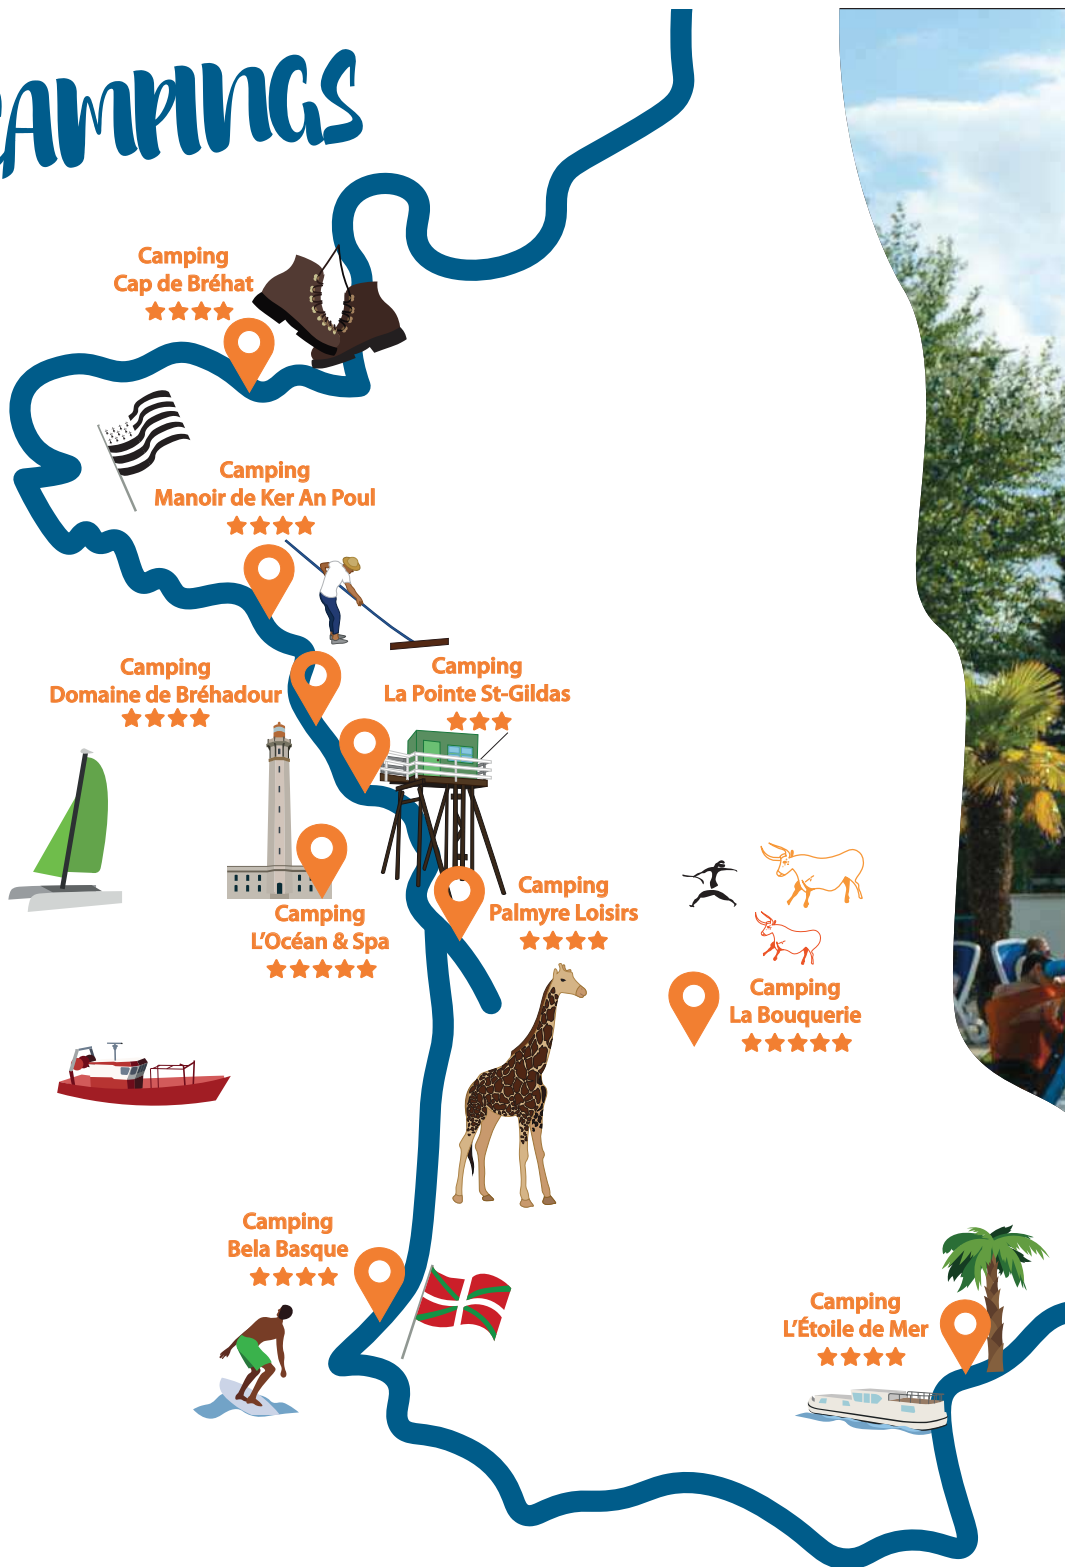 CAMPINGS
Camping
Cap de Bréhat
Camping
Manoir de Ker An Poul
Camping
Domaine de Bréhadour
Camping
La Pointe St-Gildas
Camping
L'Océan & Spa
Camping
Palmyre Loisirs
Camping
La Bouquerie
Camping
Bela Basque
Camping
L'Étoile de Mer